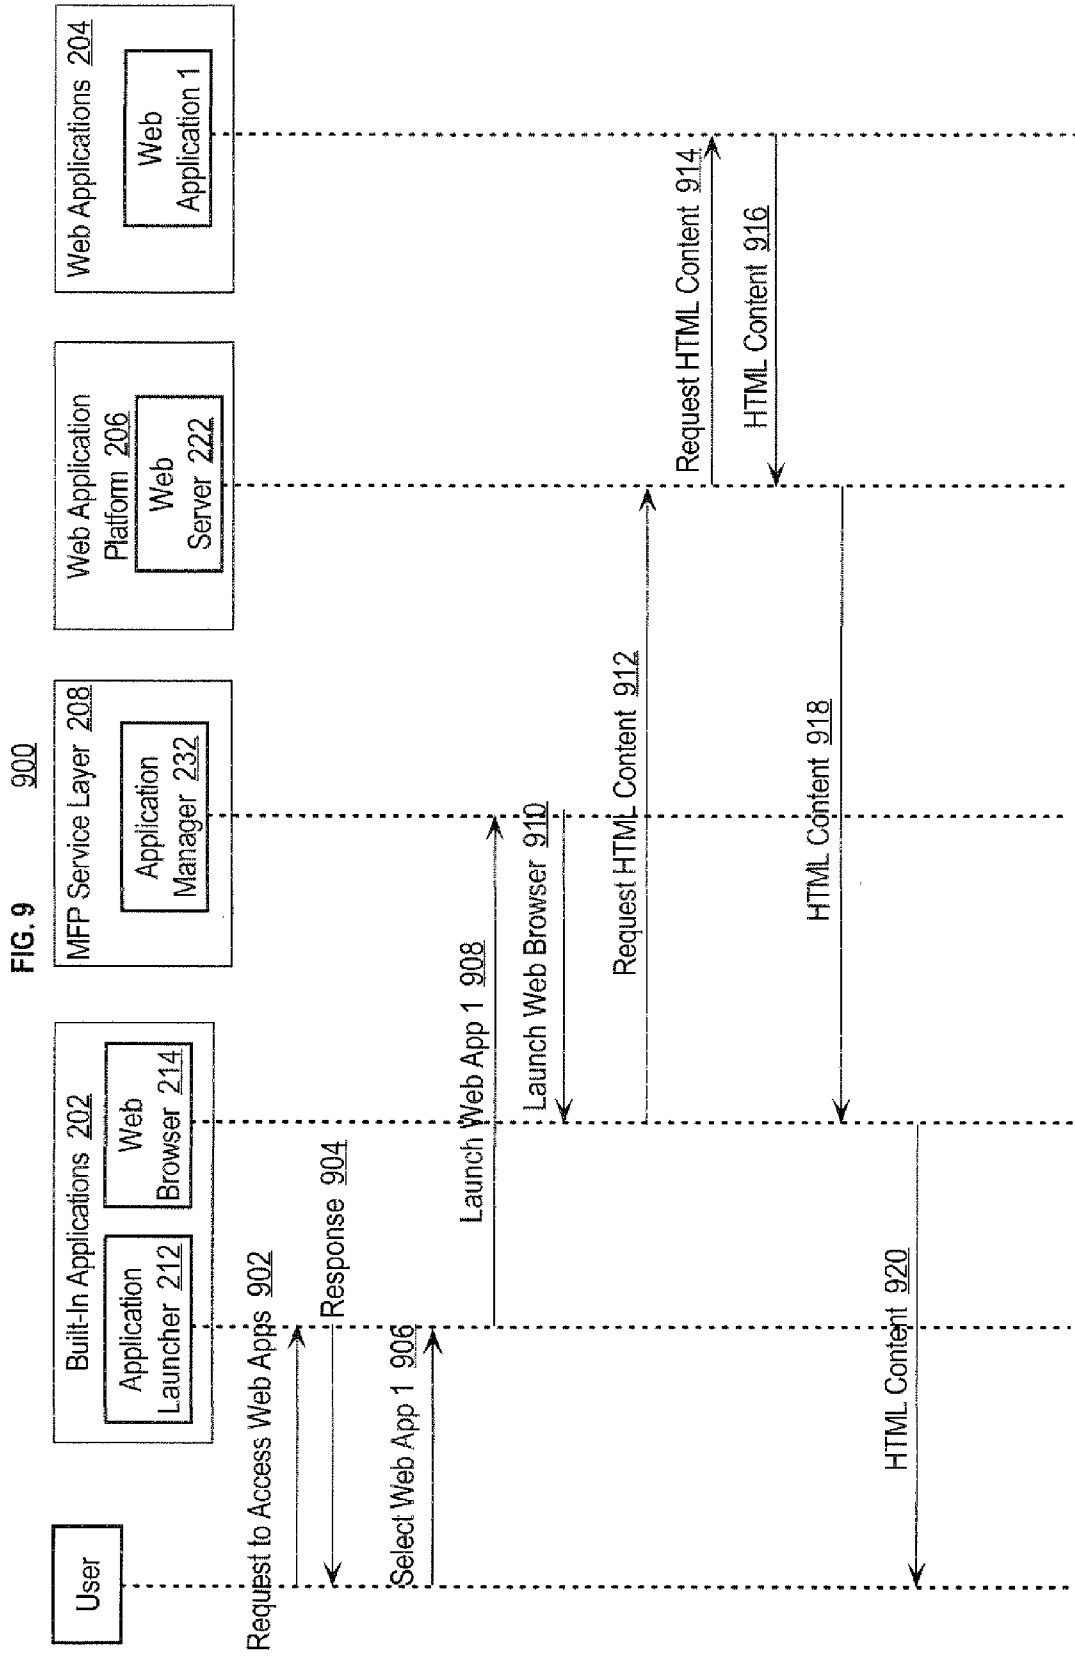 FIG. 9 900
User
Built-In Applications 202
Application
Launcher 212
Web
Browser 214
MFP Service Layer 208
Application
Manager 232
Web Application
Platform 206
Web
Server 222
Web Applications 204
Web
Application 1
Request to Access Web Apps 902
Response 904
Select Web App 1 906
Launch Web App 1 908
Launch Web Browser 910
Request HTML Content 912
Request HTML Content 914
HTML Content 916
HTML Content 918
HTML Content 920